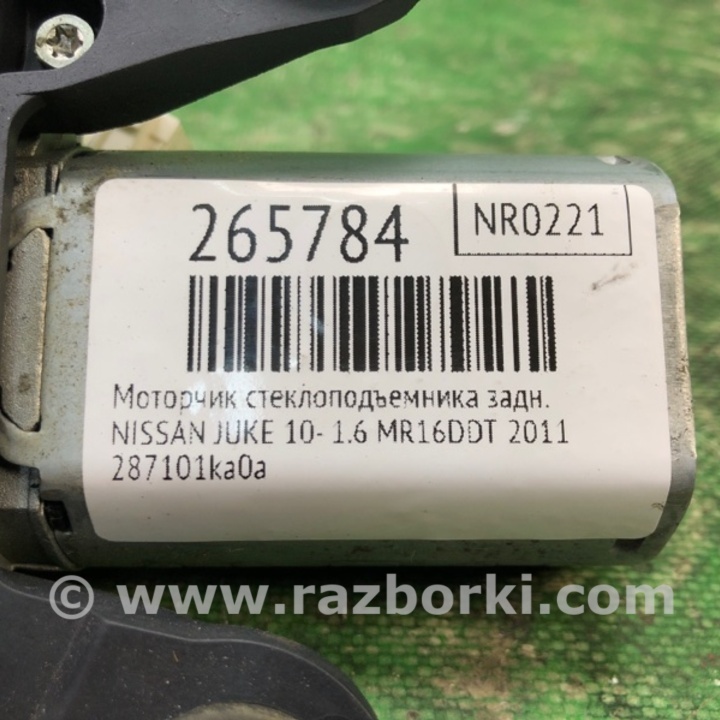 265784
NR0221
Моторчик стеклоподъемника задн.
NISSAN JUKE 10- 1.6 MR16DDT 2011
287101ka0a
© www.razborki.com